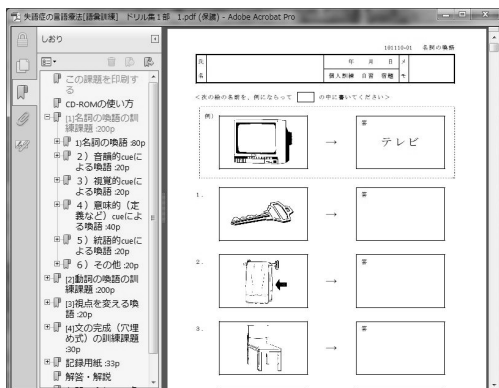 失語症の言語療法[語彙訓練] ドリル集第1部 1.pdf (保護) - Adobe Acrobat Pro
しおり
この課題を印刷す
る
CD-ROMの使い方
[1]名詞の喚語の訓
練課題 :200p
1)名詞の喚語 :80p
2）音韻的cueに
よる喚語 :20p
3）視覚的cueに
よる喚語 :20p
4）意味的（定
義など）cueによ
る喚語 :40p
5）統語的cueに
よる喚語 :20p
6）その他 :20p
[2]動詞の喚語の訓
練課題 :200p
[3]視点を変える喚
語 :20p
[4]文の完成（穴埋
め式）の訓練課題
:30p
記録用紙 :33p
解答・解説
101110-01 名詞の喚語
氏 年 月 日 メ
名 個人訓練 自習 宿題 モ
<次の絵の名前を、例にならって の中に書いてください>
例) → 答
テレビ
1. → 答
2. → 答
3. → 答